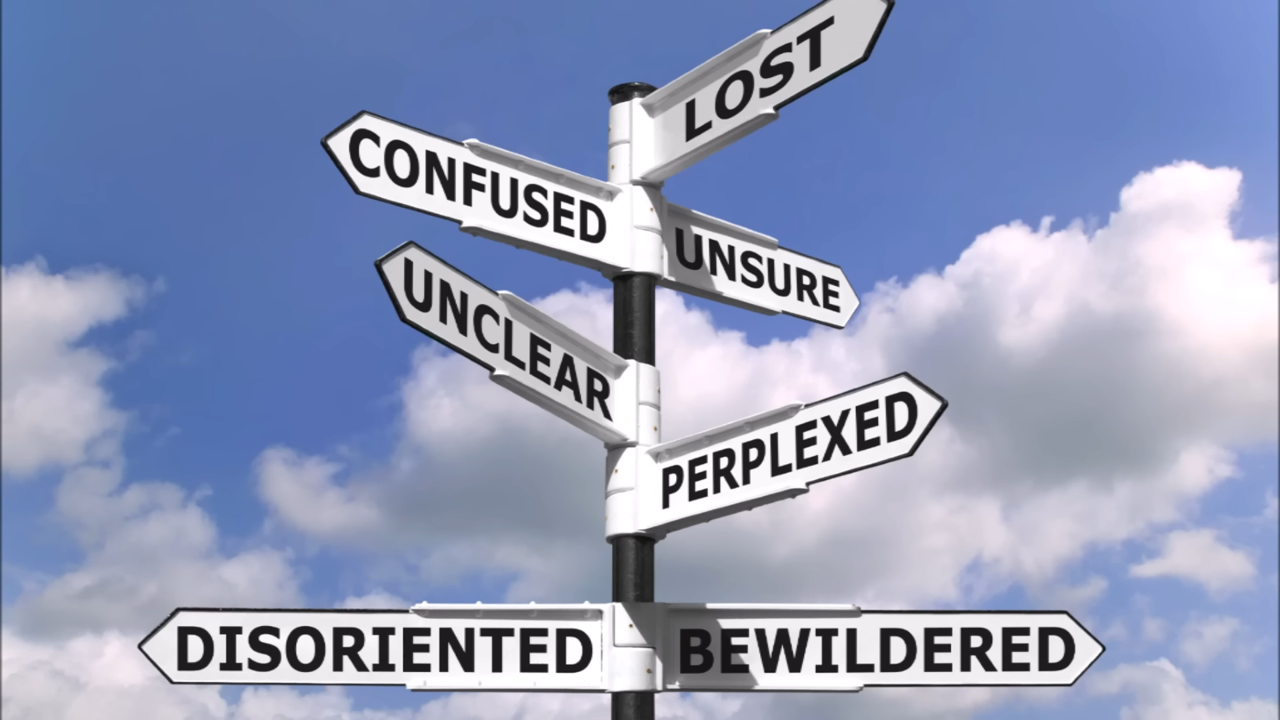 LOST
CONFUSED
UNSURE
UNCLEAR
PERPLEXED
DISORIENTED
BEWILDERED